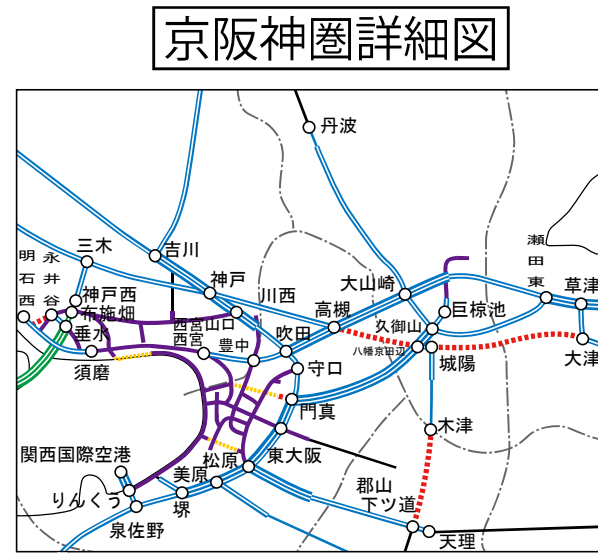 京阪神圏詳細図
丹波
瀬田東
明石西
永井谷
三木
吉川
神戸
川西
大山崎
草津
神戸西
布施畑
高槻
巨椋池
西宮山口
西宮
豊中
吹田
久御山
垂水
八幡京田辺
城陽
大津
須磨
守口
門真
木津
関西国際空港
松原
東大阪
美原
郡山
下ツ道
りんくう
堺
泉佐野
天理